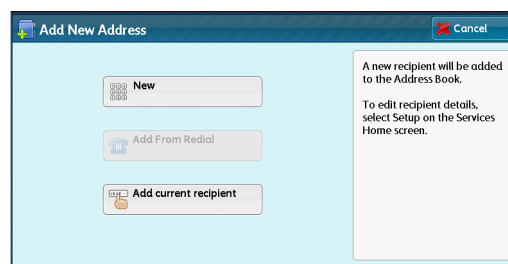 Add New Address
Cancel
New
Add From Redial
Add current recipient
A new recipient will be added
to the Address Book.
To edit recipient details,
select Setup on the Services
Home screen.